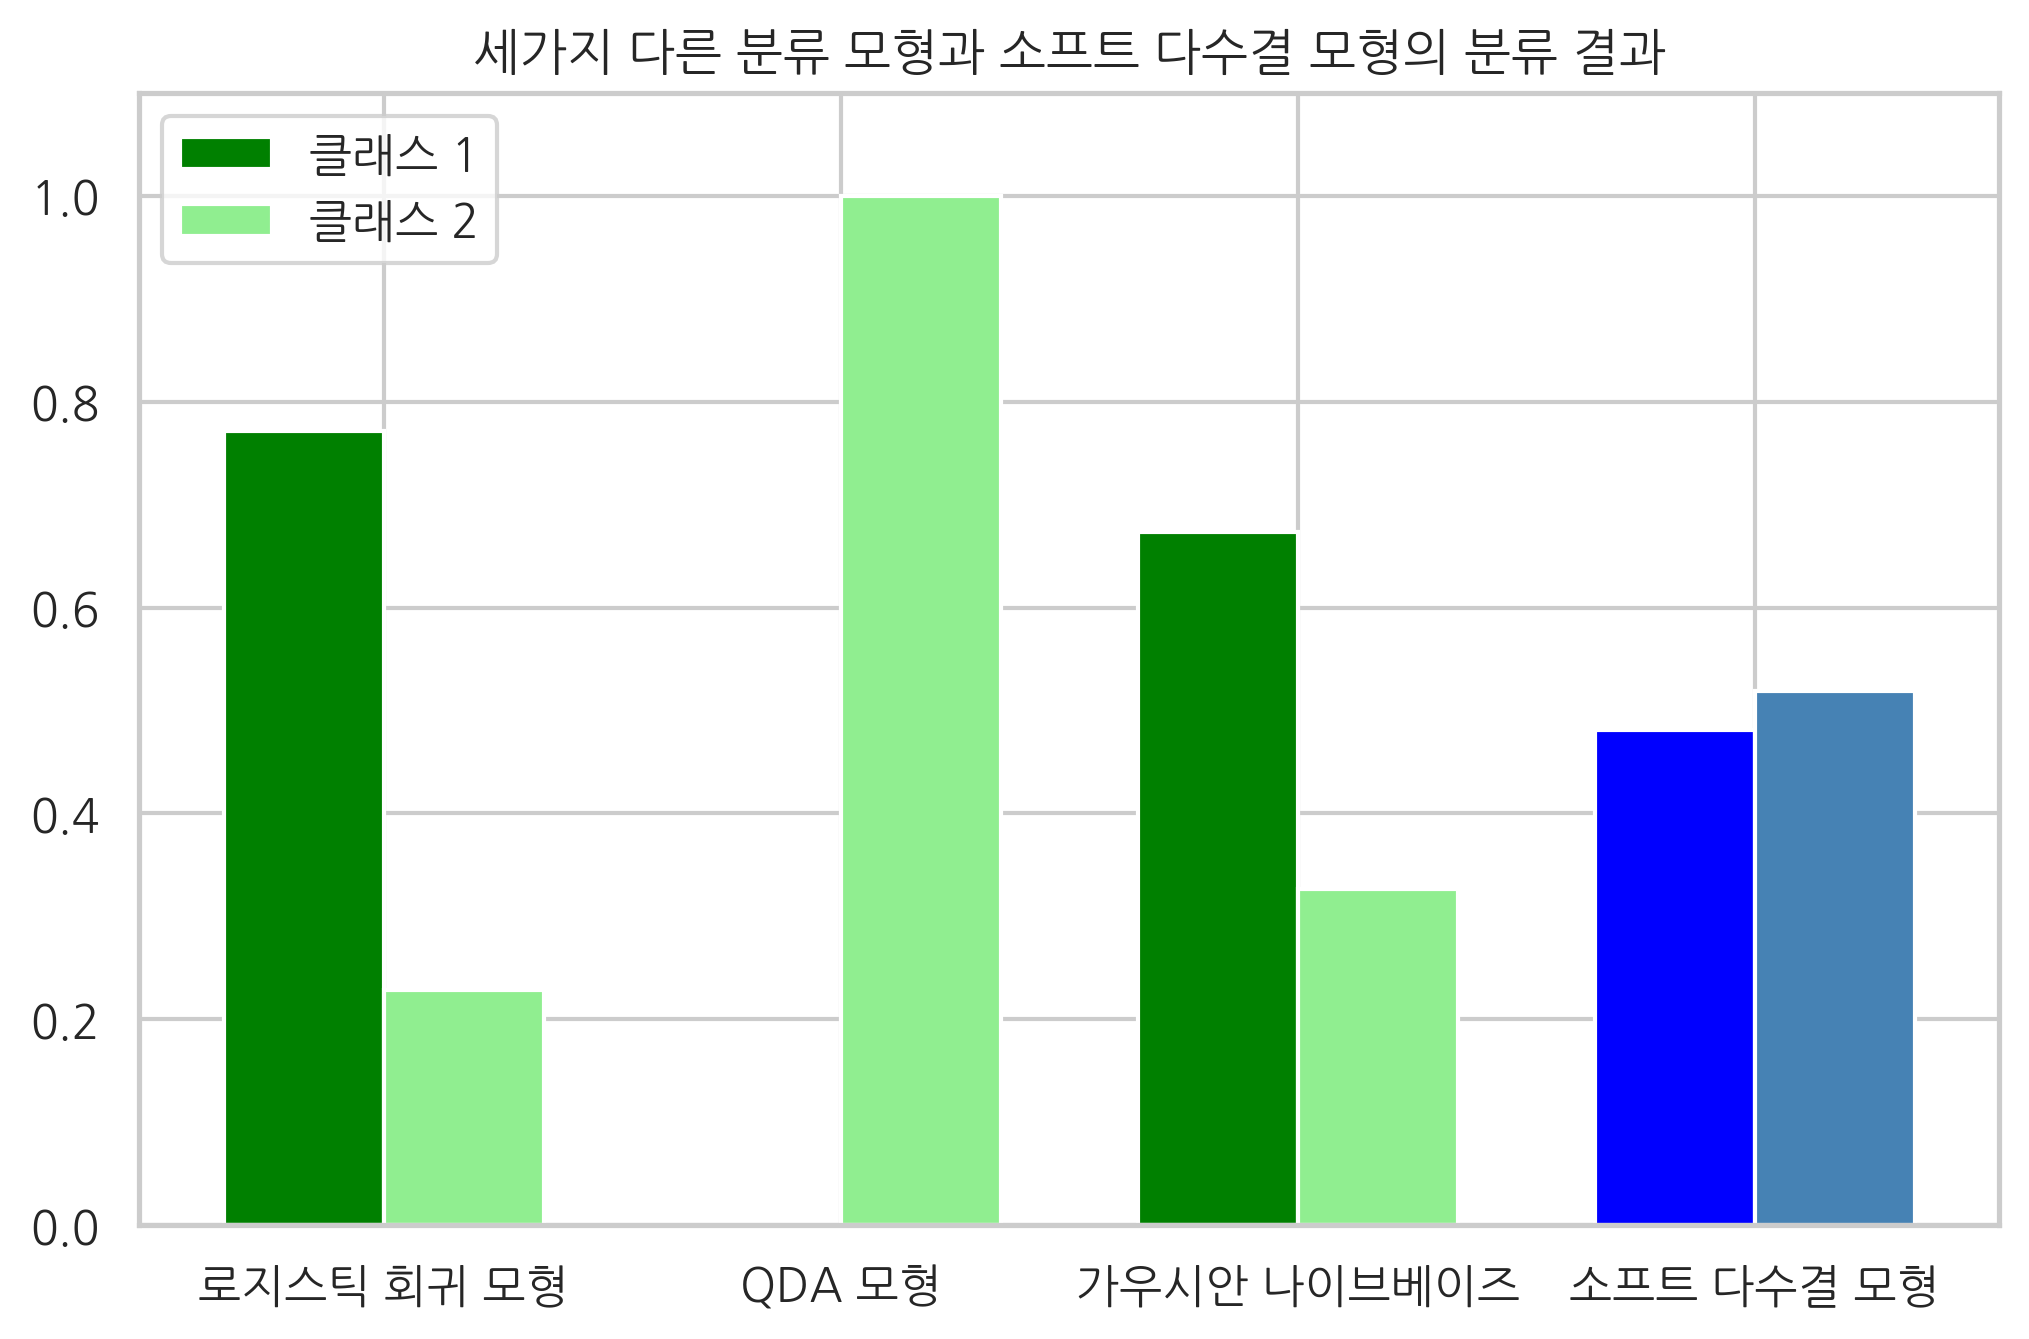 세가지 다른 분류 모형과 소프트 다수결 모형의 분류 결과
클래스 1
클래스 2
1.0
0.8
0.6
0.4
0.2
0.0
로지스틱 회귀 모형
QDA 모형
가우시안 나이브베이즈
소프트 다수결 모형